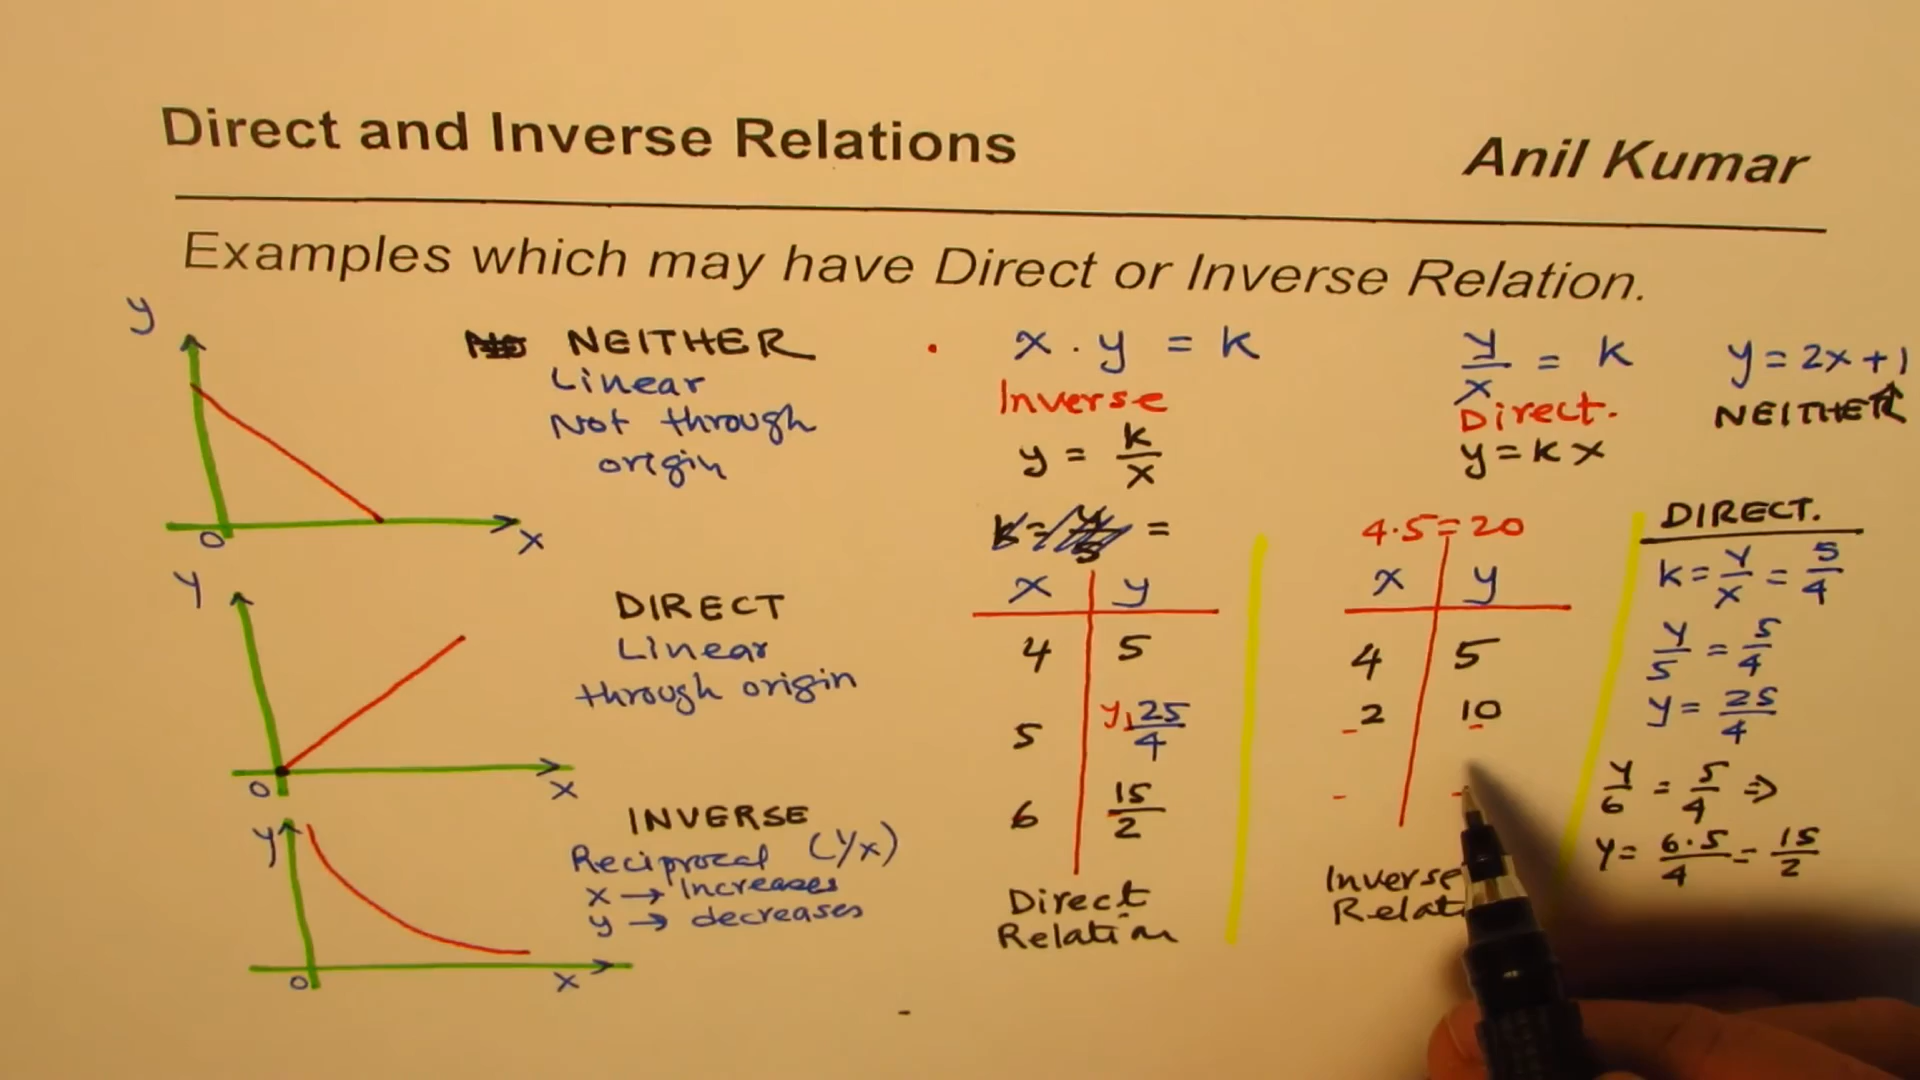 Direct and Inverse Relations
Anil Kumar
Examples which may have Direct or Inverse Relation.
y
NEITHER
Linear
Not through
origin
0
x
y
DIRECT
Linear
through origin
0
x
y
INVERSE
Reciprocal (1/x)
x → Increases
y → decreases
0
x
x . y = k
Inverse
y = k/x
=
x y
4 5
5 y, 25/4
6 15/2
Direct
Relation
y/x = k
Direct.
y = kx
4·5=20
x y
4 5
2 10
Inverse
y = 2x + 1
NEITHER
DIRECT.
k = y/x = 5/4
y/5 = 5/4
y = 25/4
y/6 = 5/4 ⇒
y = 6·5/4 = 15/2